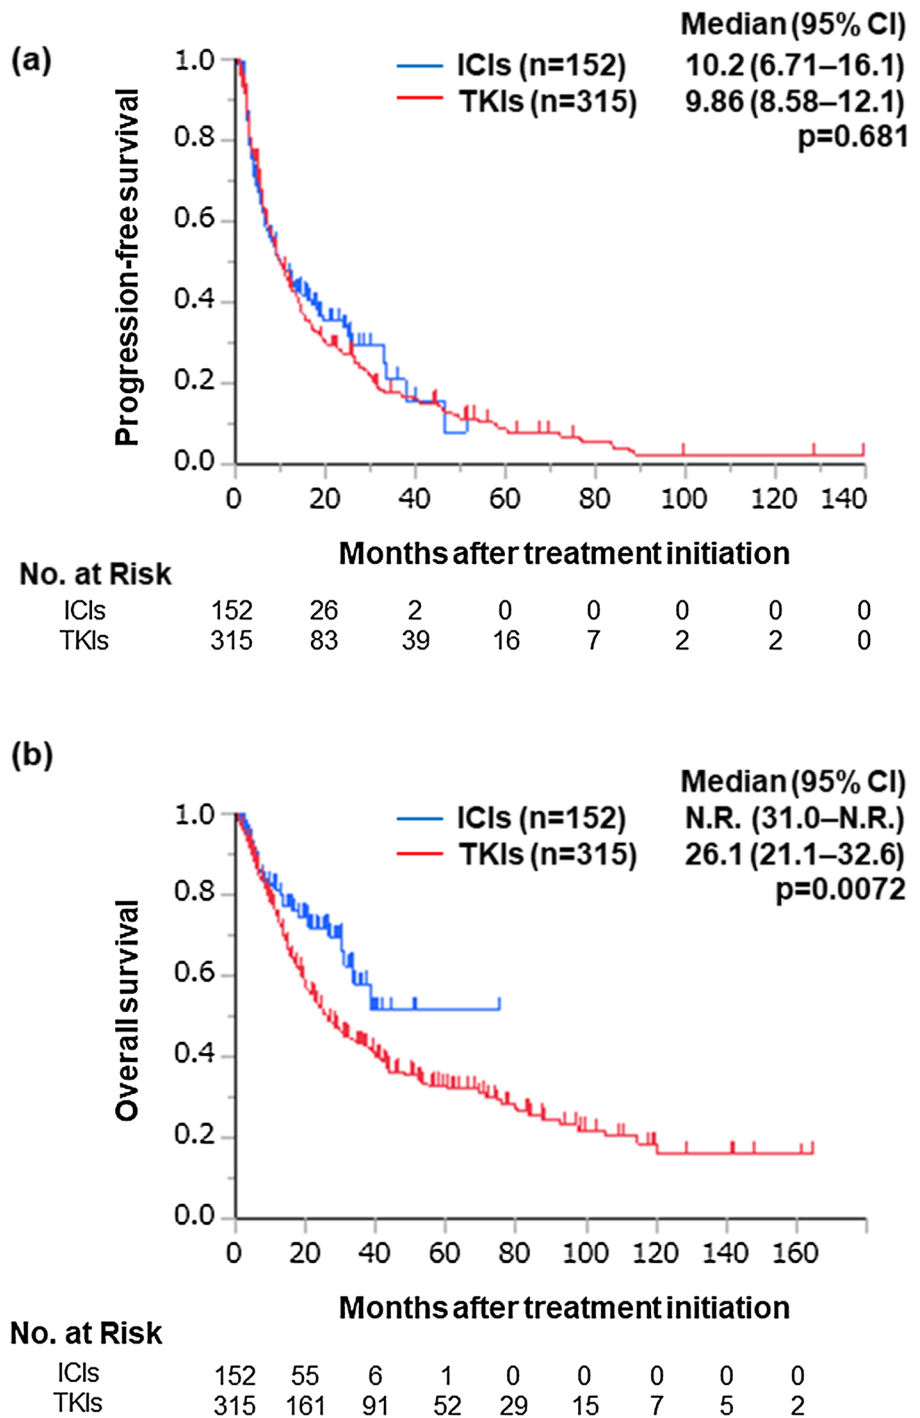 (a)
Median (95% CI)
ICIs (n=152) 10.2 (6.71–16.1)
TKIs (n=315) 9.86 (8.58–12.1)
p=0.681
Progression-free survival
1.0
0.8
0.6
0.4
0.2
0.0
0 20 40 60 80 100 120 140
Months after treatment initiation
No. at Risk
ICIs 152 26 2 0 0 0 0 0
TKIs 315 83 39 16 7 2 2 0
(b)
Median (95% CI)
ICIs (n=152) N.R. (31.0–N.R.)
TKIs (n=315) 26.1 (21.1–32.6)
p=0.0072
Overall survival
1.0
0.8
0.6
0.4
0.2
0.0
0 20 40 60 80 100 120 140 160
Months after treatment initiation
No. at Risk
ICIs 152 55 6 1 0 0 0 0 0
TKIs 315 161 91 52 29 15 7 5 2